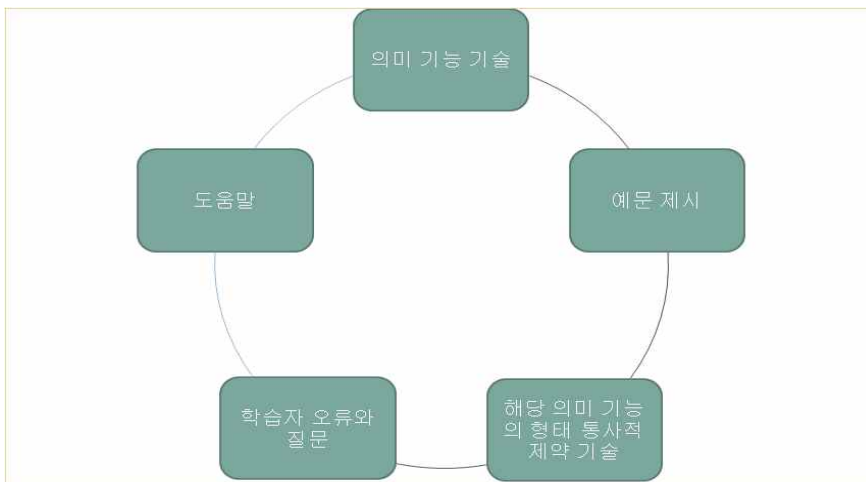 의미 기능 기술
예문 제시
해당 의미 기능
의 형태 통사적
제약 기술
학습자 오류와
질문
도움말